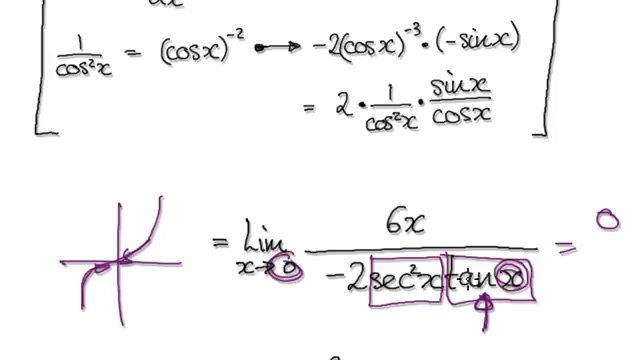 dx
1/cos²x = (cosx)⁻² → -2(cosx)⁻³·(-sinx)
= 2 · 1/cos²x · sinx/cosx
= Lim x→0 6x / -2sec²x tanx = 0